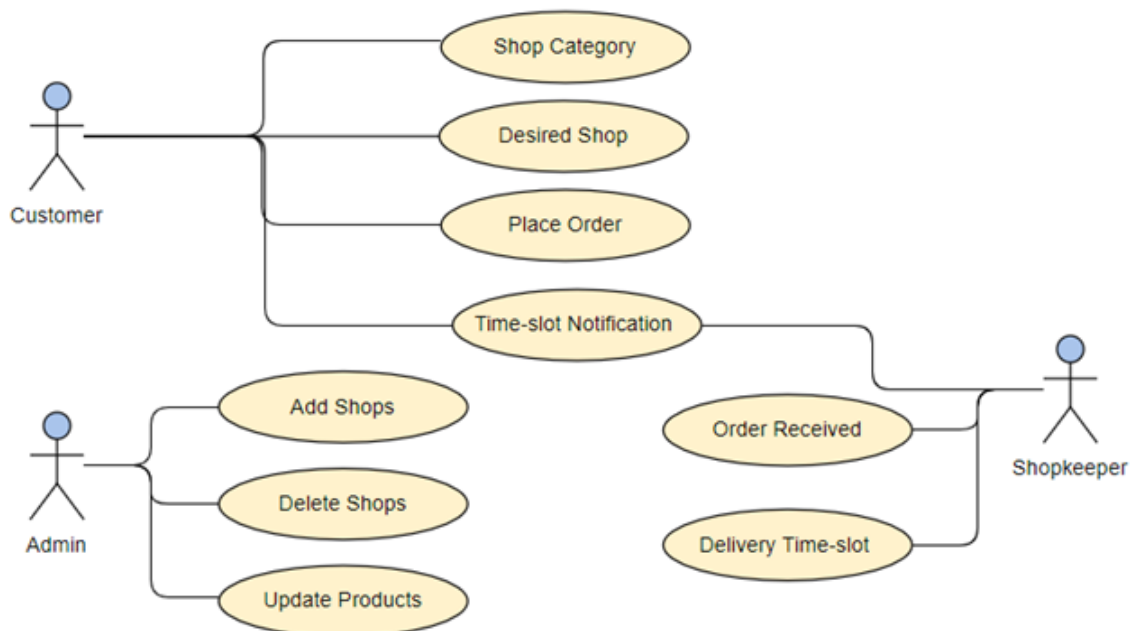 Shop Category
Desired Shop
Customer
Place Order
Time-slot Notification
Add Shops
Order Received
Shopkeeper
Delete Shops
Admin
Delivery Time-slot
Update Products